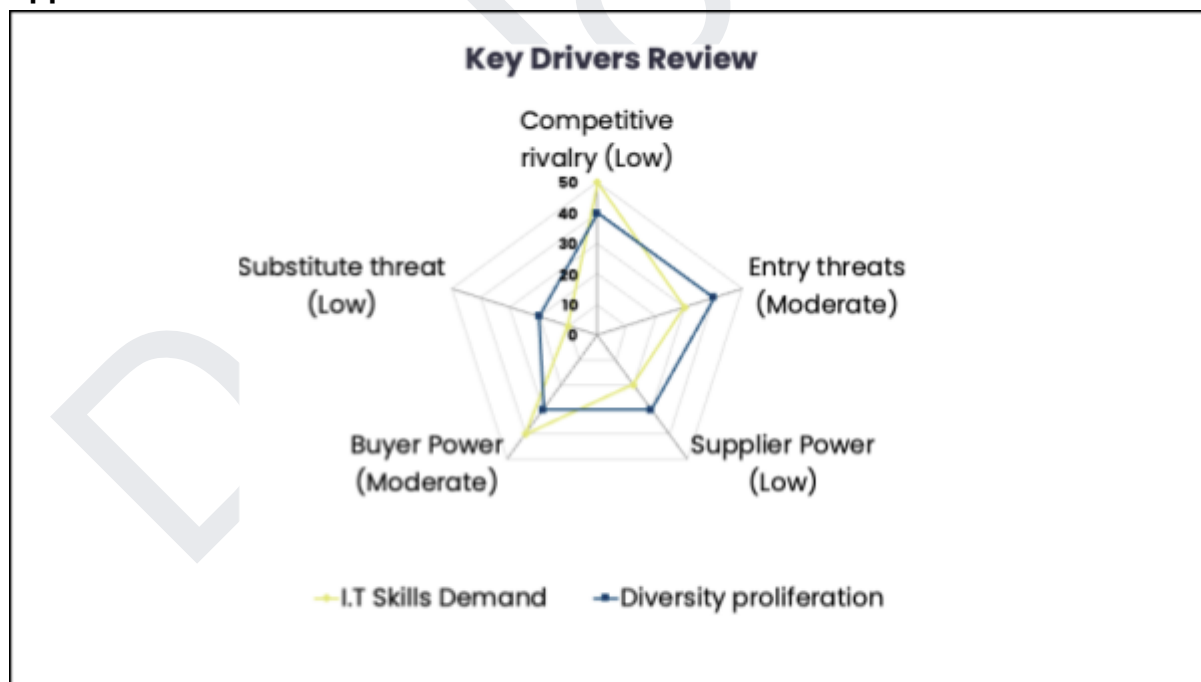 Key Drivers Review
Competitive
rivalry (Low)
50
40
30
20
10
0
Substitute threat
(Low)
Entry threats
(Moderate)
Buyer Power
(Moderate)
Supplier Power
(Low)
I.T Skills Demand
Diversity proliferation